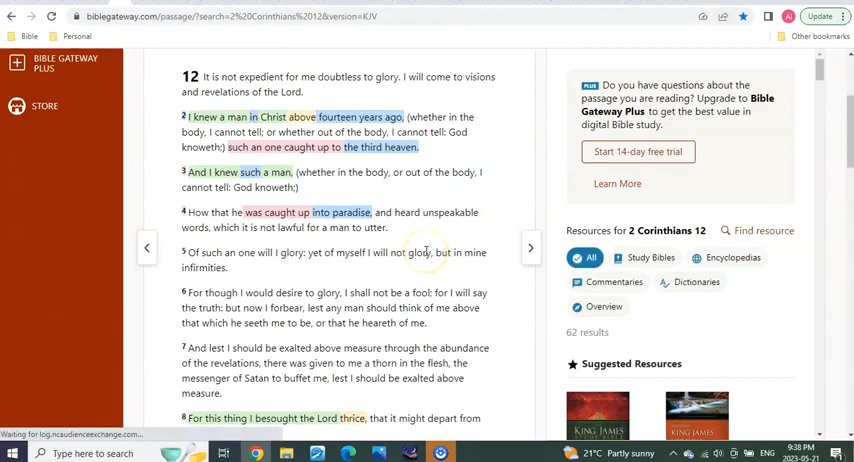 biblegateway.com/passage/?search=2%20Corinthians%2012&version=KJV
Update
Bible
Personal
Other bookmarks
BIBLE GATEWAY
PLUS
STORE
12 It is not expedient for me doubtless to glory. I will come to visions
and revelations of the Lord.
2 I knew a man in Christ above fourteen years ago, (whether in the
body, I cannot tell; or whether out of the body, I cannot tell: God
knoweth;) such an one caught up to the third heaven.
3 And I knew such a man, (whether in the body, or out of the body, I
cannot tell: God knoweth;)
4 How that he was caught up into paradise, and heard unspeakable
words, which it is not lawful for a man to utter.
5 Of such an one will I glory: yet of myself I will not glory, but in mine
infirmities.
6 For though I would desire to glory, I shall not be a fool; for I will say
the truth: but now I forbear, lest any man should think of me above
that which he seeth me to be, or that he heareth of me.
7 And lest I should be exalted above measure through the abundance
of the revelations, there was given to me a thorn in the flesh, the
messenger of Satan to buffet me, lest I should be exalted above
measure.
8 For this thing I besought the Lord thrice, that it might depart from
PLUS Do you have questions about the
passage you are reading? Upgrade to Bible
Gateway Plus to get the best value in
digital Bible study.
Start 14-day free trial
Learn More
Resources for 2 Corinthians 12
Find resource
All
Study Bibles
Encyclopedias
Commentaries
Dictionaries
Overview
62 results
Suggested Resources
KING JAMES
STUDY BIBLE
KING JAMES
Waiting for log.ncaudienceexchange.com...
Type here to search
21°C Partly sunny
ENG
9:38 PM
2023-05-21